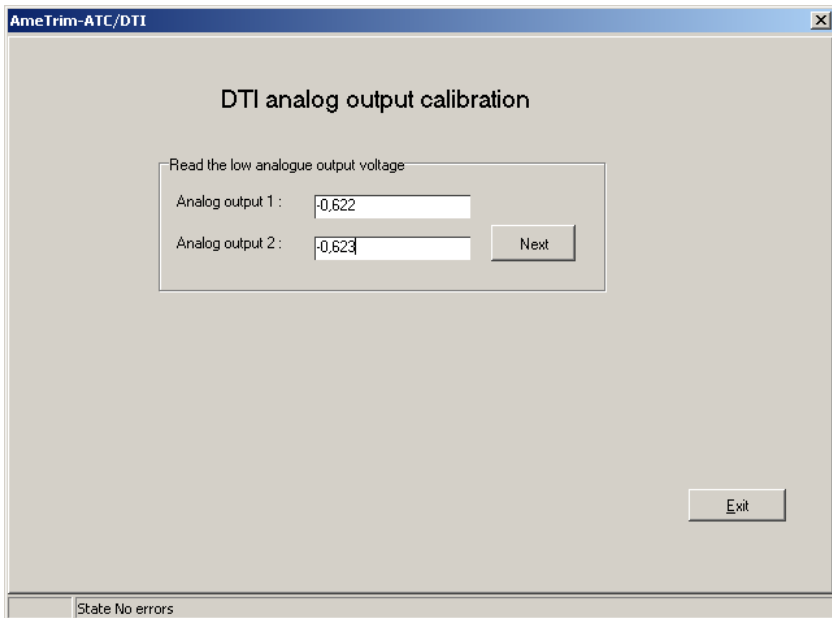 AmeTrim-ATC/DTI
DTI analog output calibration
Read the low analogue output voltage
Analog output 1 : -0,622
Analog output 2 : -0,623
Next
Exit
State No errors